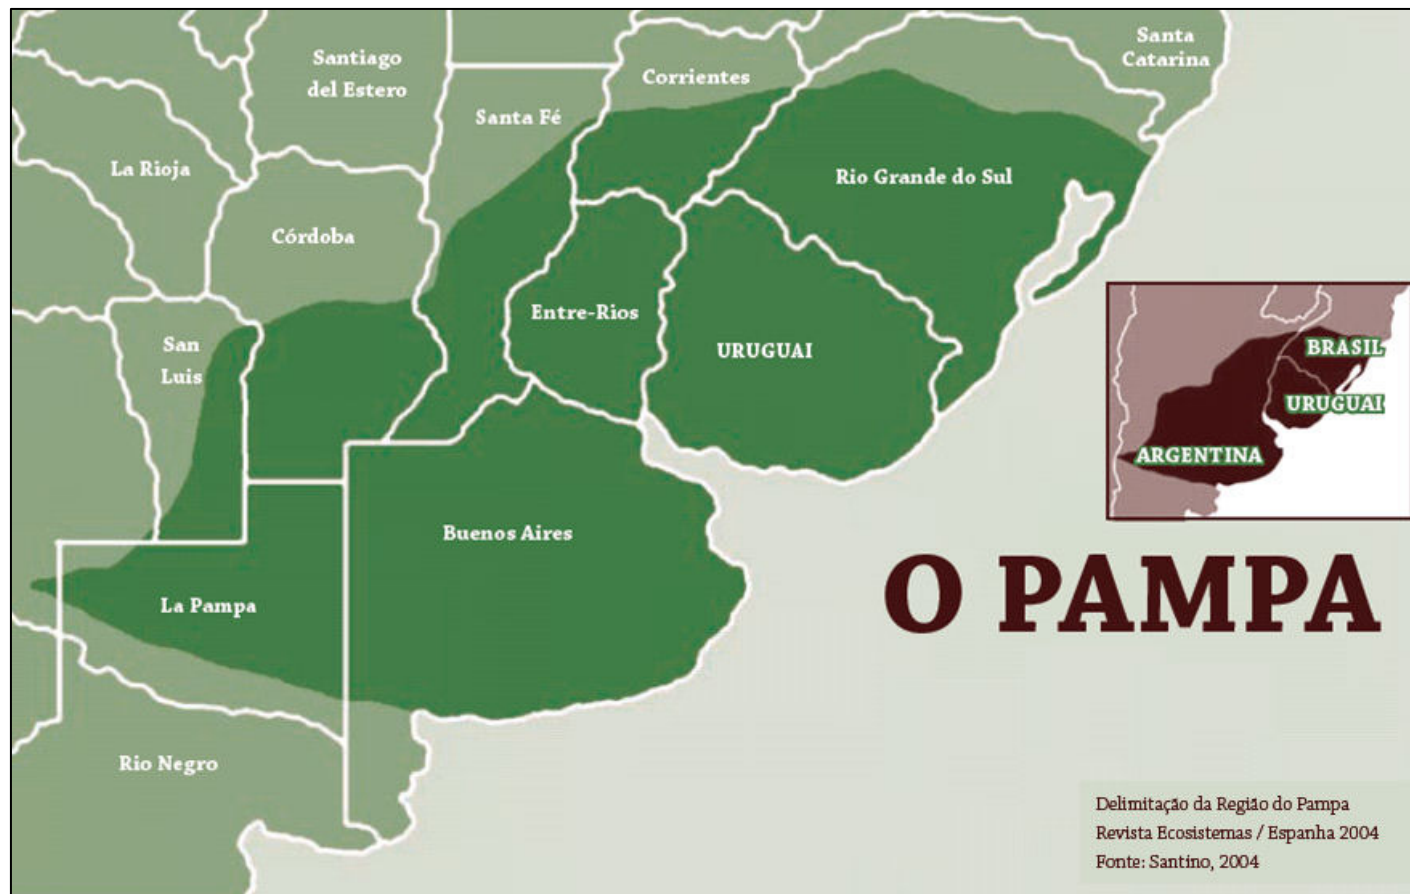 Santa
Catarina
Santiago
del Estero
Corrientes
Santa Fé
La Rioja
Rio Grande do Sul
Córdoba
Entre-Rios
San
Luis
URUGUAI
BRASIL
URUGUAI
ARGENTINA
Buenos Aires
O PAMPA
La Pampa
Rio Negro
Delimitação da Região do Pampa
Revista Ecosistemas / Espanha 2004
Fonte: Santino, 2004